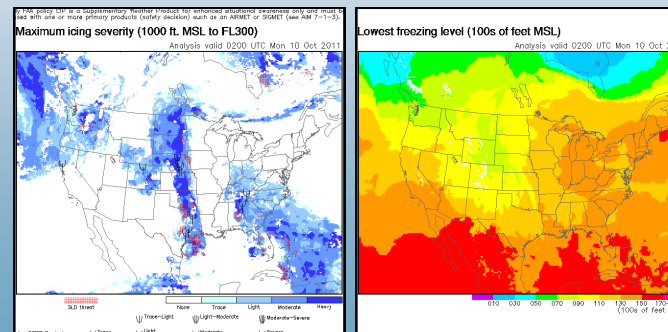 FAA policy CIP is a Supplementary Weather Product for enhanced situational awareness only and must b
ed with one or more primary products (safety decision) such as an AIRMET or SIGMET (see AIM 7-1-3).
Maximum icing severity (1000 ft. MSL to FL300)
Analysis valid 0200 UTC Mon 10 Oct 2011
SLD threat
None Trace Light Moderate Heavy
Trace-Light Light-Moderate Moderate-Severe
Lowest freezing level (100s of feet MSL)
Analysis valid 0200 UTC Mon 10 Oct 2
010 030 050 070 090 110 130 150 170
(100s of feet